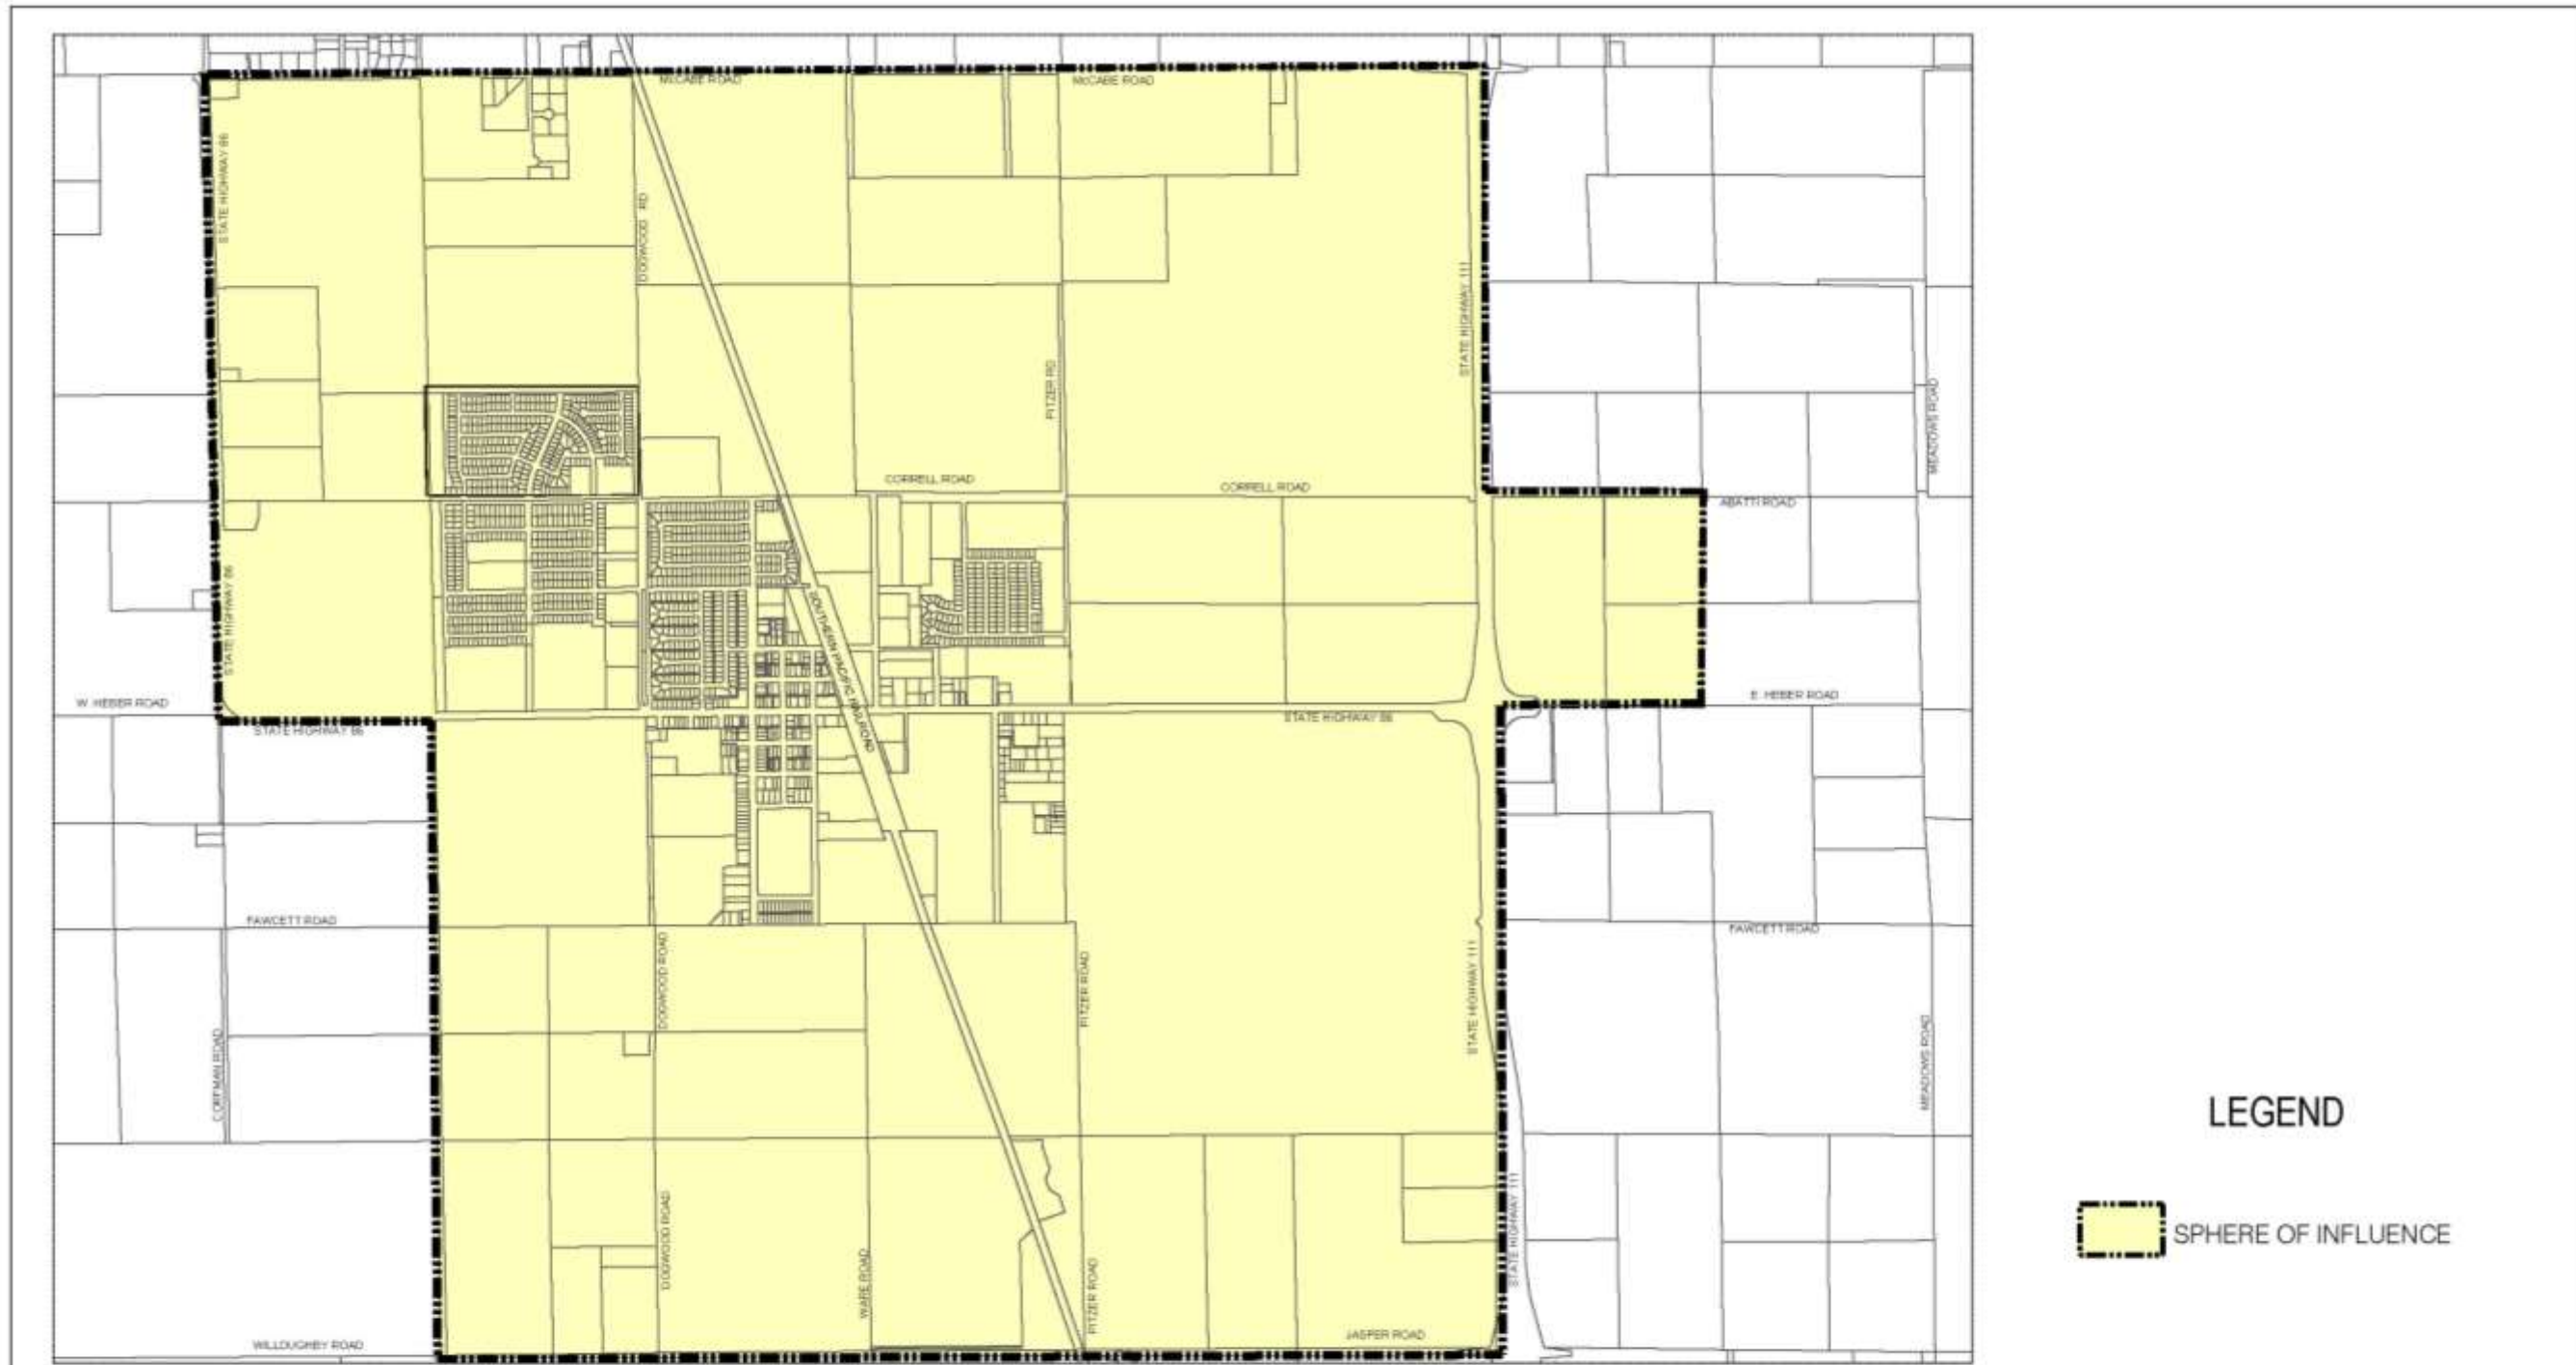 McCABE ROAD
McCABE ROAD
STATE HIGHWAY 86
DOGWOOD RD
STATE HIGHWAY 111
PITZER RD
MEADOWS ROAD
CORRELL ROAD
CORRELL ROAD
ABATTI ROAD
STATE HIGHWAY 86
SOUTHERN PACIFIC RAILROAD
W. HEBER ROAD
E. HEBER ROAD
STATE HIGHWAY 86
STATE HIGHWAY 86
FAWCETT ROAD
FAWCETT ROAD
DOGWOOD ROAD
PITZER ROAD
STATE HIGHWAY 111
CORFMAN ROAD
MEADOWS ROAD
LEGEND
SPHERE OF INFLUENCE
DOGWOOD ROAD
WARE ROAD
PITZER ROAD
STATE HIGHWAY 111
JASPER ROAD
WILLOUGHBY ROAD